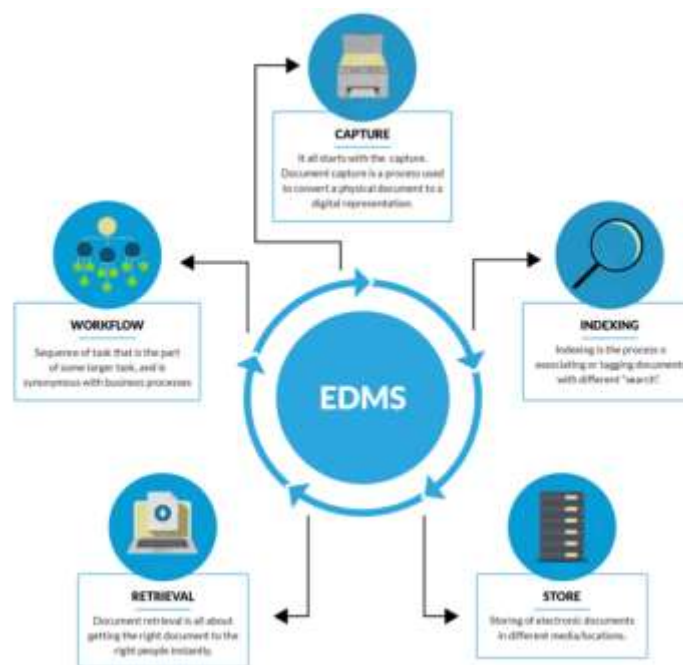 CAPTURE
It all starts with the capture.
Document capture is a process used
to convert a physical document to a
digital representation.
WORKFLOW
Sequence of task that is the part
of some larger task, and is
synonymous with business processes
INDEXING
Indexing is the process o
associating or tagging document
with different "search".
EDMS
RETRIEVAL
Document retrieval is all about
getting the right document to the
right people instantly.
STORE
Storing of electronic documents
in different media/locations.